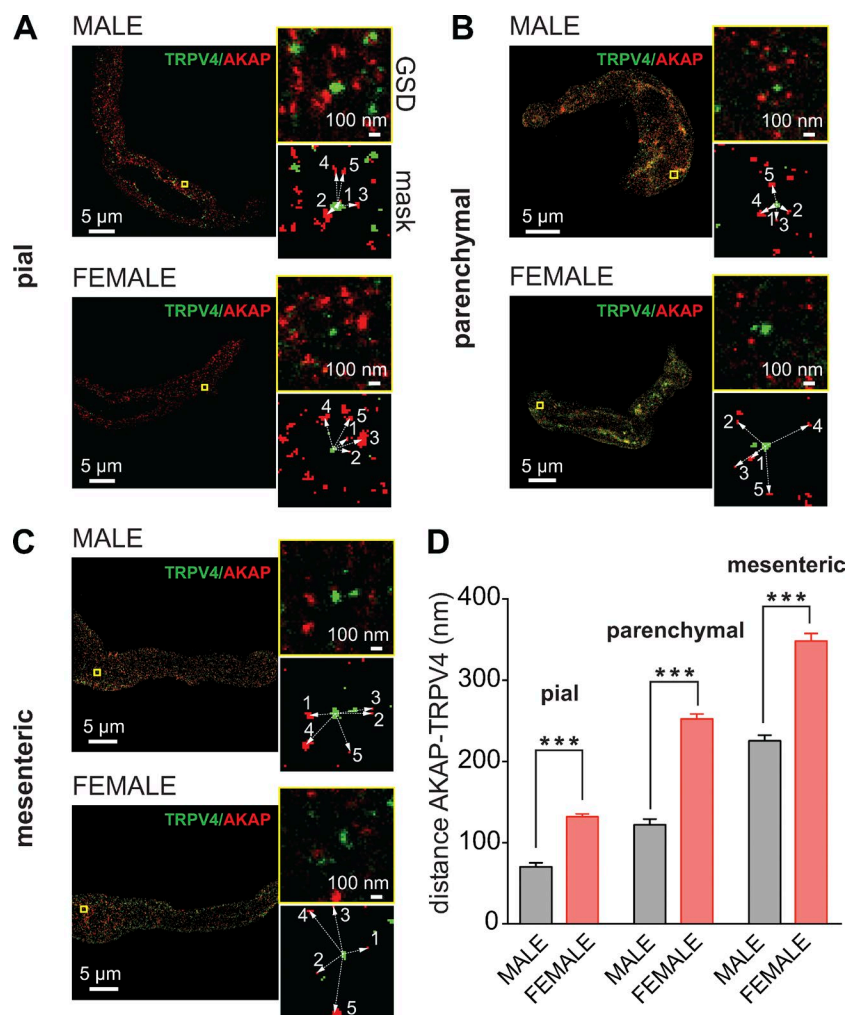 A
MALE
TRPV4/AKAP
5 µm
GSD
100 nm
mask
4 5
1 3
2
pial
FEMALE
TRPV4/AKAP
5 µm
100 nm
4 5
1 3
2
B
MALE
TRPV4/AKAP
5 µm
100 nm
5
4 2
1 3
parenchymal
FEMALE
TRPV4/AKAP
5 µm
100 nm
2 4
1
3
5
C
MALE
TRPV4/AKAP
5 µm
100 nm
1 3
2
4
5
mesenteric
FEMALE
TRPV4/AKAP
5 µm
100 nm
4 3
1
2
5
D
mesenteric
parenchymal
pial
***
***
***
distance AKAP-TRPV4 (nm)
400
300
200
100
0
MALE
FEMALE
MALE
FEMALE
MALE
FEMALE